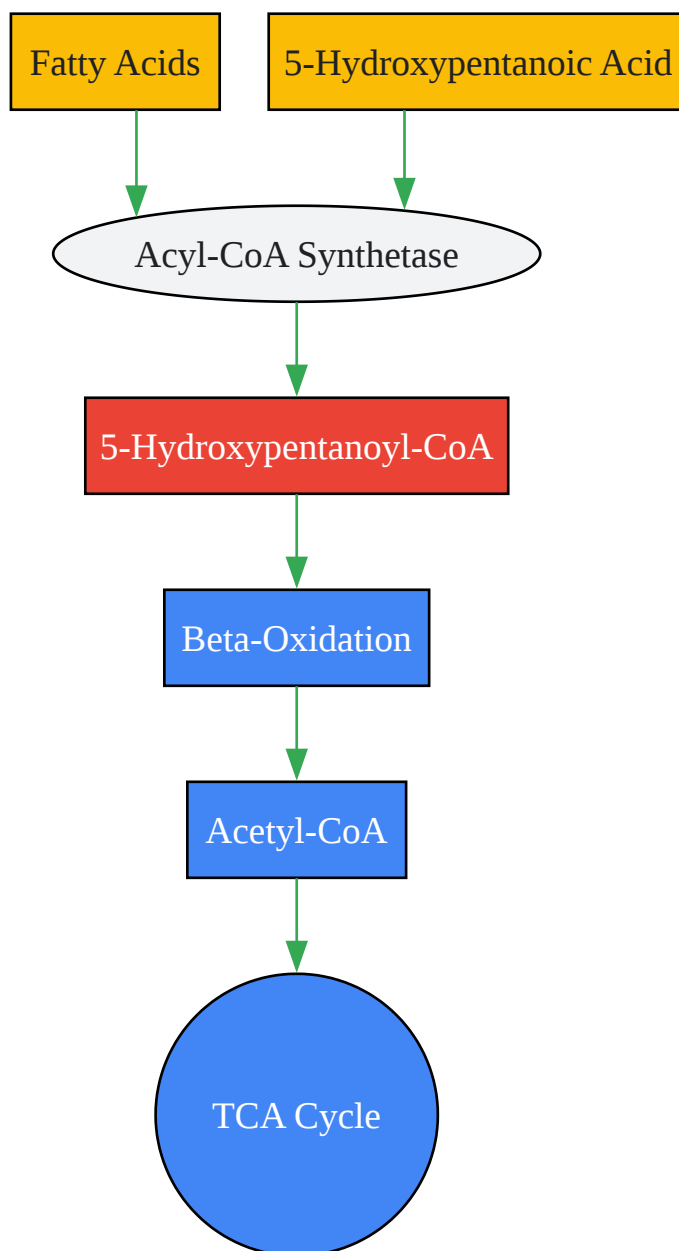 Fatty Acids
5-Hydroxypentanoic Acid
Acyl-CoA Synthetase
5-Hydroxypentanoyl-CoA
Beta-Oxidation
Acetyl-CoA
TCA Cycle